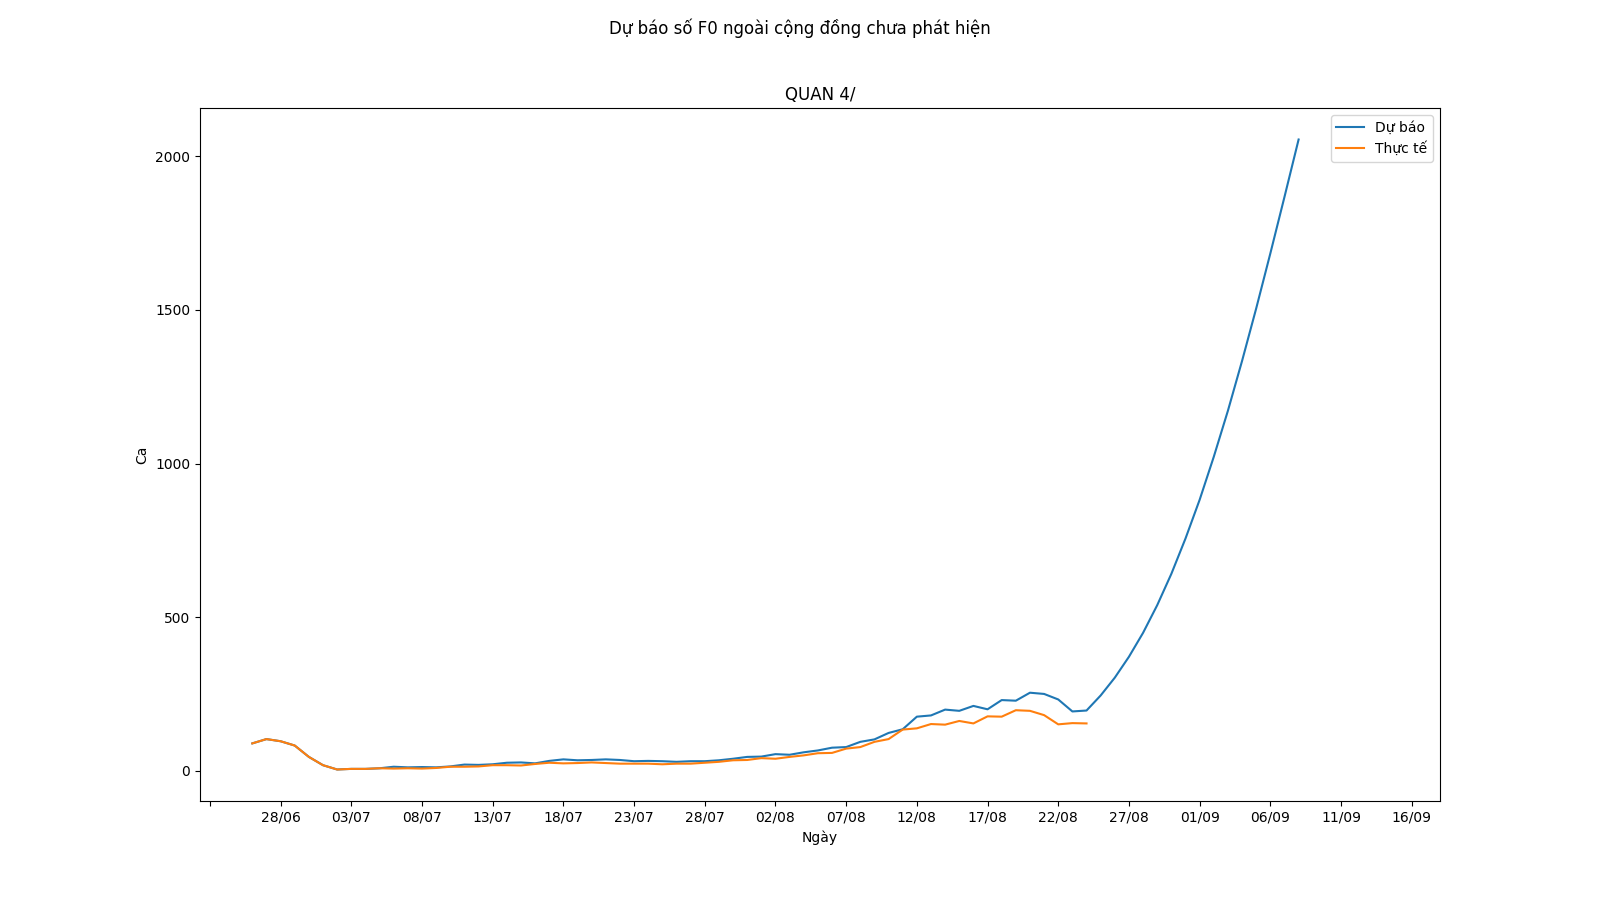 Dự báo số F0 ngoài cộng đồng chưa phát hiện
QUAN 4/
Dự báo
Thực tế
2000
1500
1000
500
0
Ca
28/06 03/07 08/07 13/07 18/07 23/07 28/07 02/08 07/08 12/08 17/08 22/08 27/08 01/09 06/09 11/09 16/09
Ngày